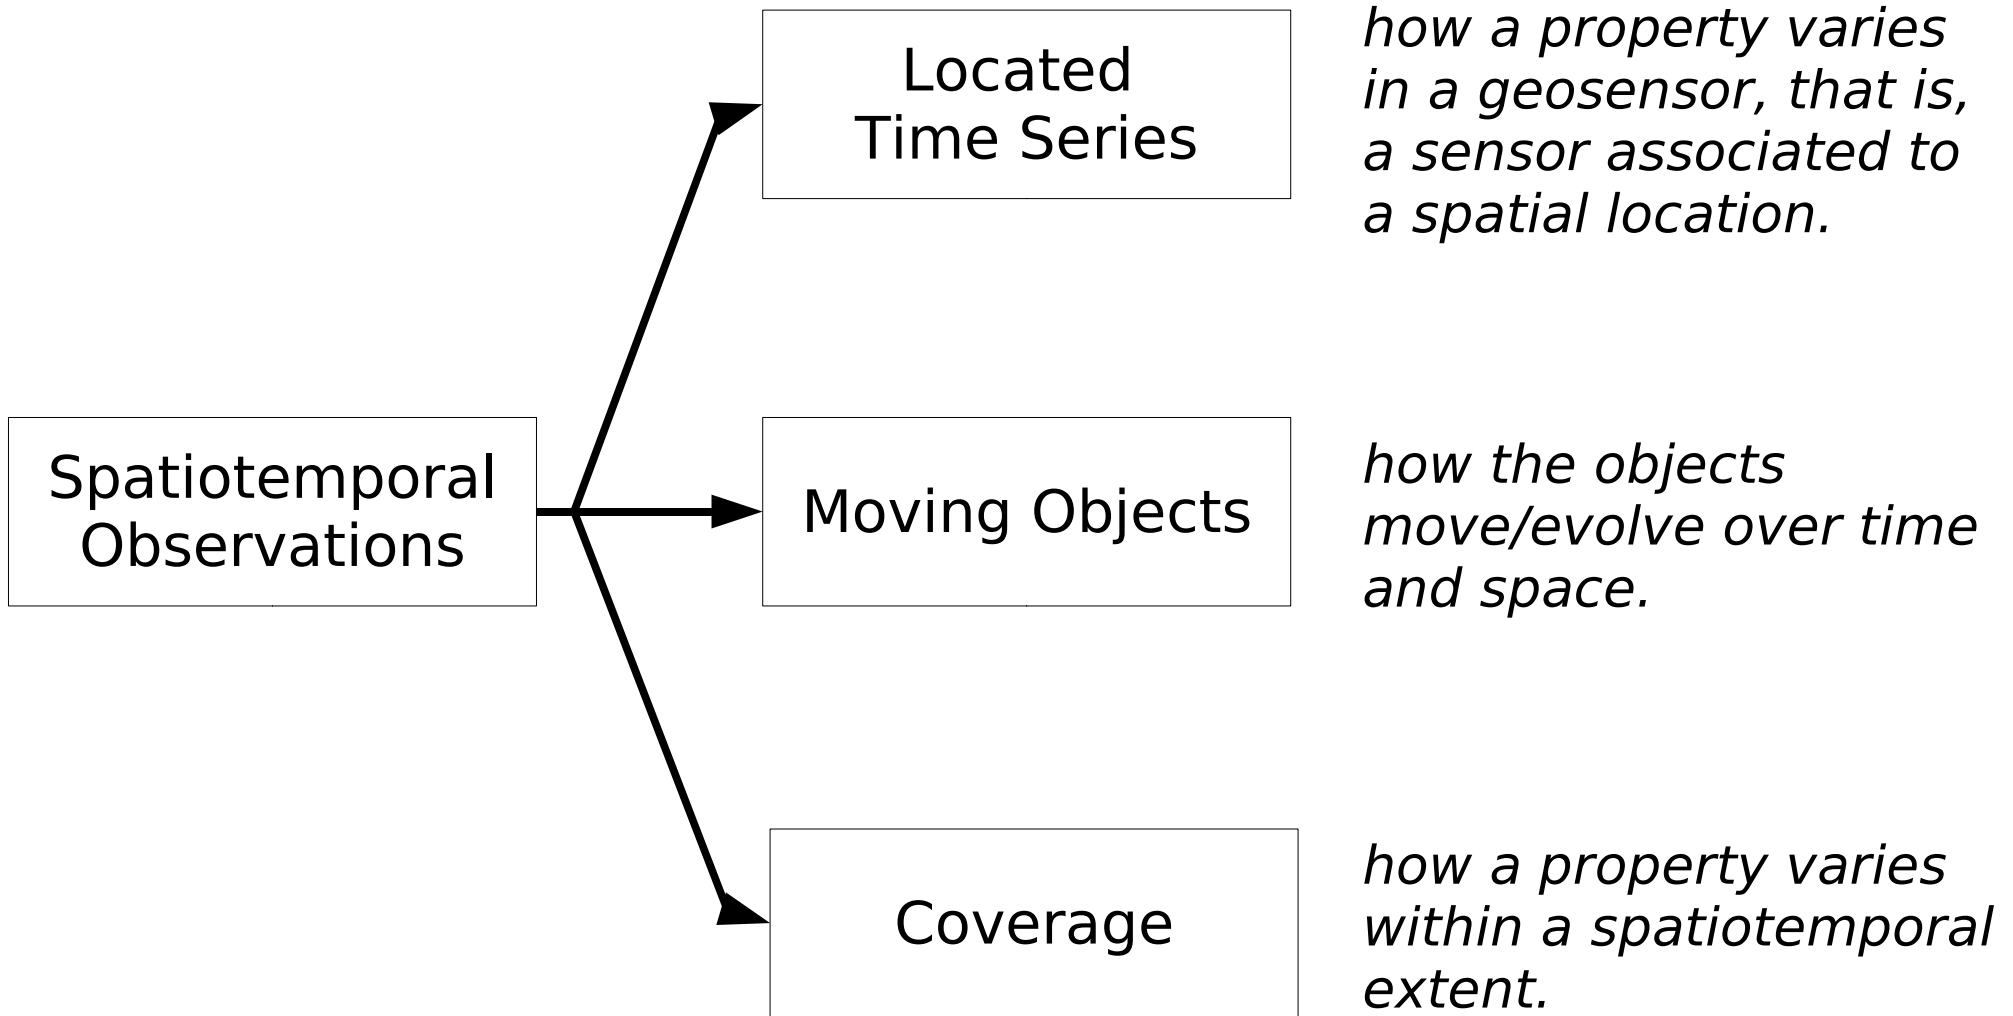 Located
Time Series
how a property varies
in a geosensor, that is,
a sensor associated to
a spatial location.
Spatiotemporal
Observations
Moving Objects
how the objects
move/evolve over time
and space.
Coverage
how a property varies
within a spatiotemporal
extent.